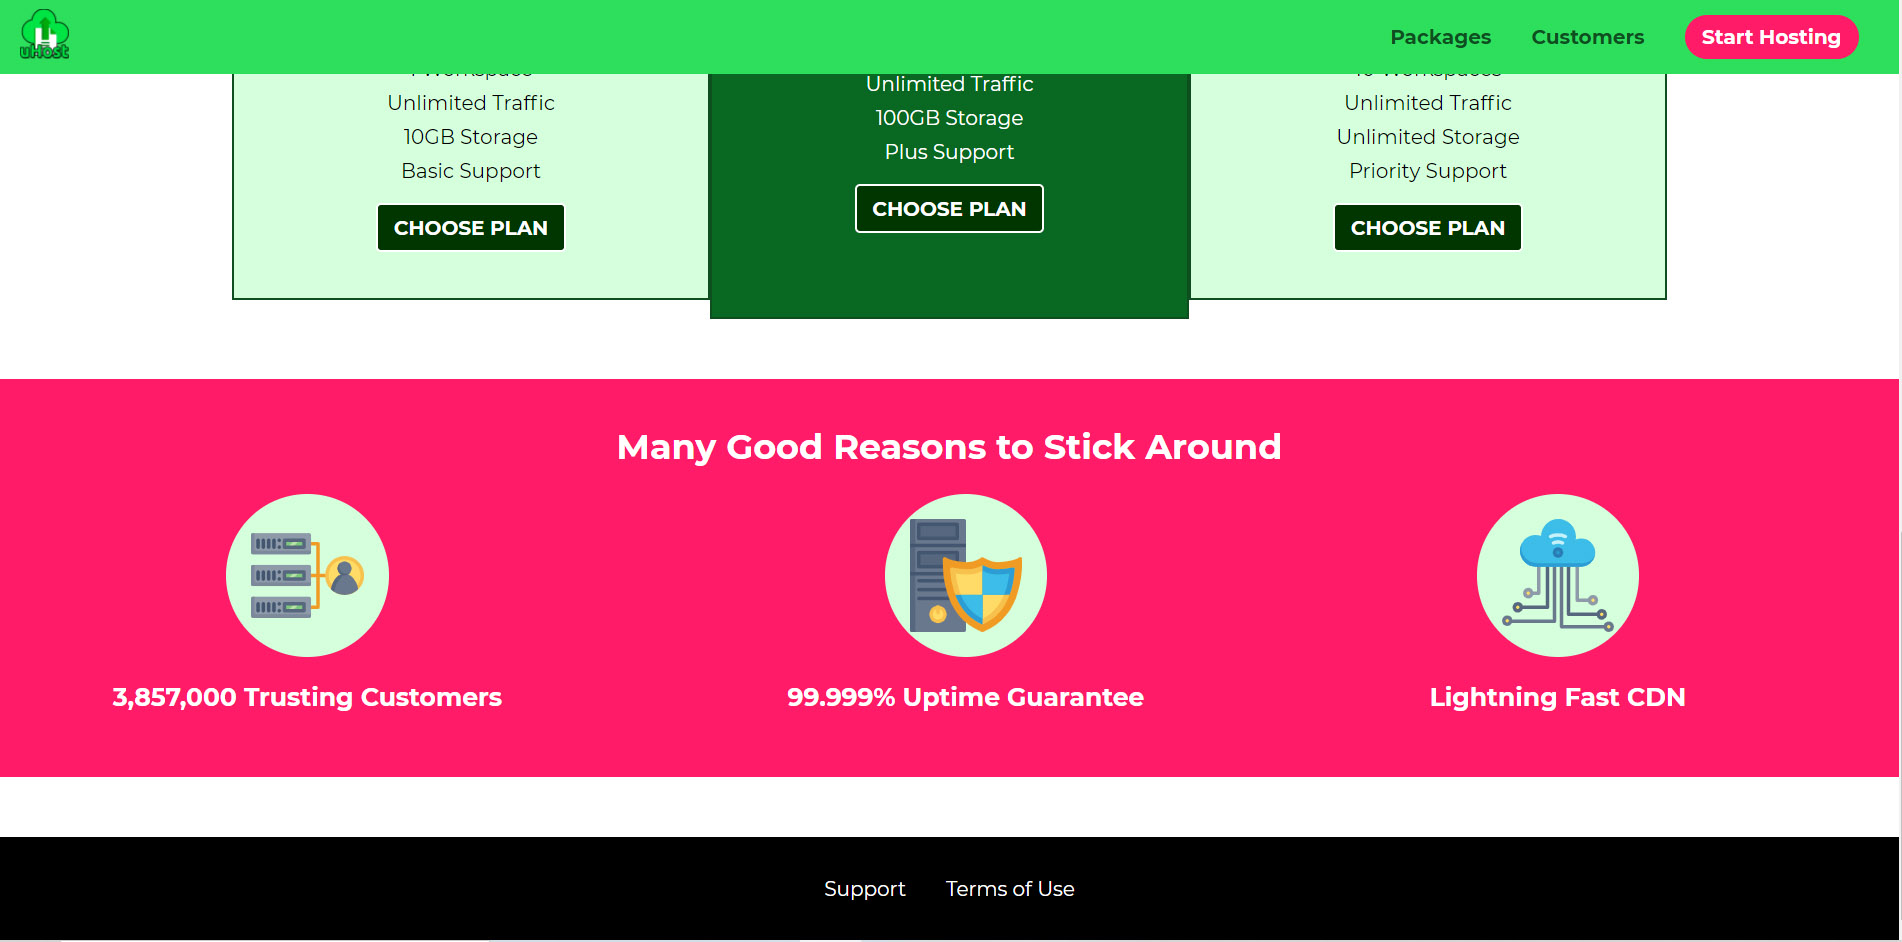 uHost
Packages
Customers
Start Hosting
Unlimited Traffic
10GB Storage
Basic Support
CHOOSE PLAN
Unlimited Traffic
100GB Storage
Plus Support
CHOOSE PLAN
Unlimited Traffic
Unlimited Storage
Priority Support
CHOOSE PLAN
Many Good Reasons to Stick Around
3,857,000 Trusting Customers
99.999% Uptime Guarantee
Lightning Fast CDN
Support
Terms of Use